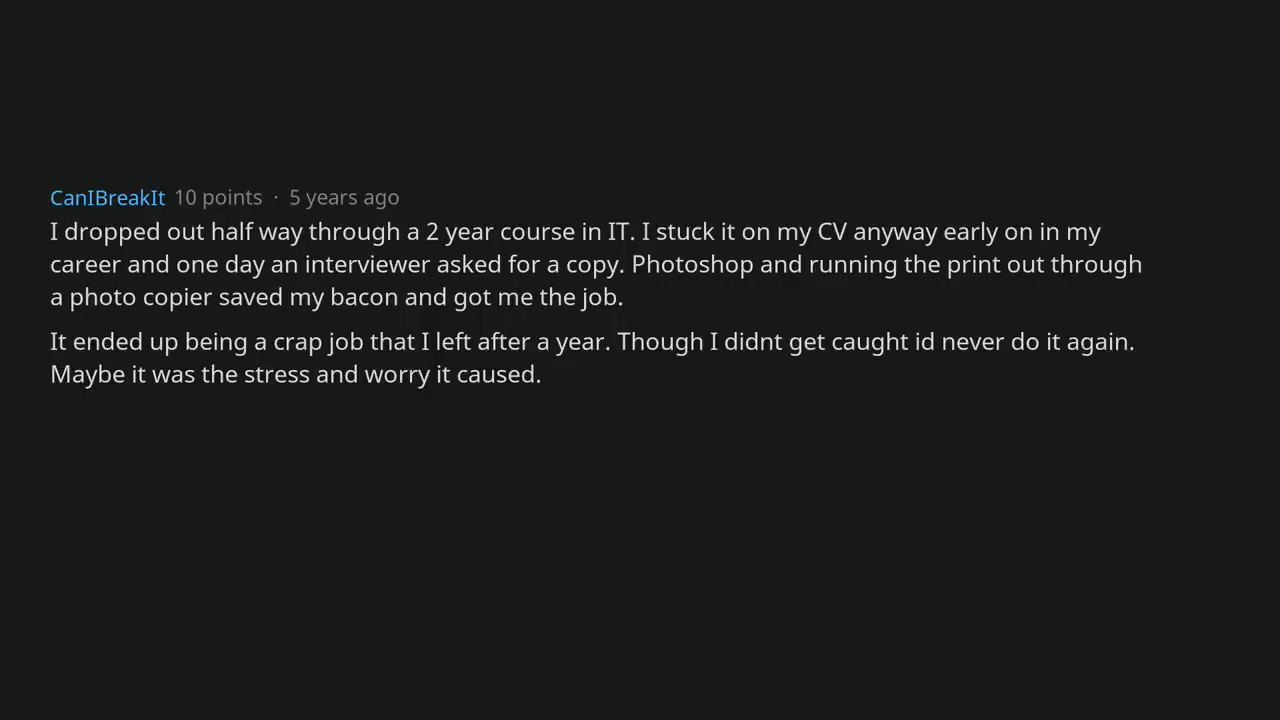 CanIBreakIt 10 points · 5 years ago
I dropped out half way through a 2 year course in IT. I stuck it on my CV anyway early on in my
career and one day an interviewer asked for a copy. Photoshop and running the print out through
a photo copier saved my bacon and got me the job.
It ended up being a crap job that I left after a year. Though I didnt get caught id never do it again.
Maybe it was the stress and worry it caused.